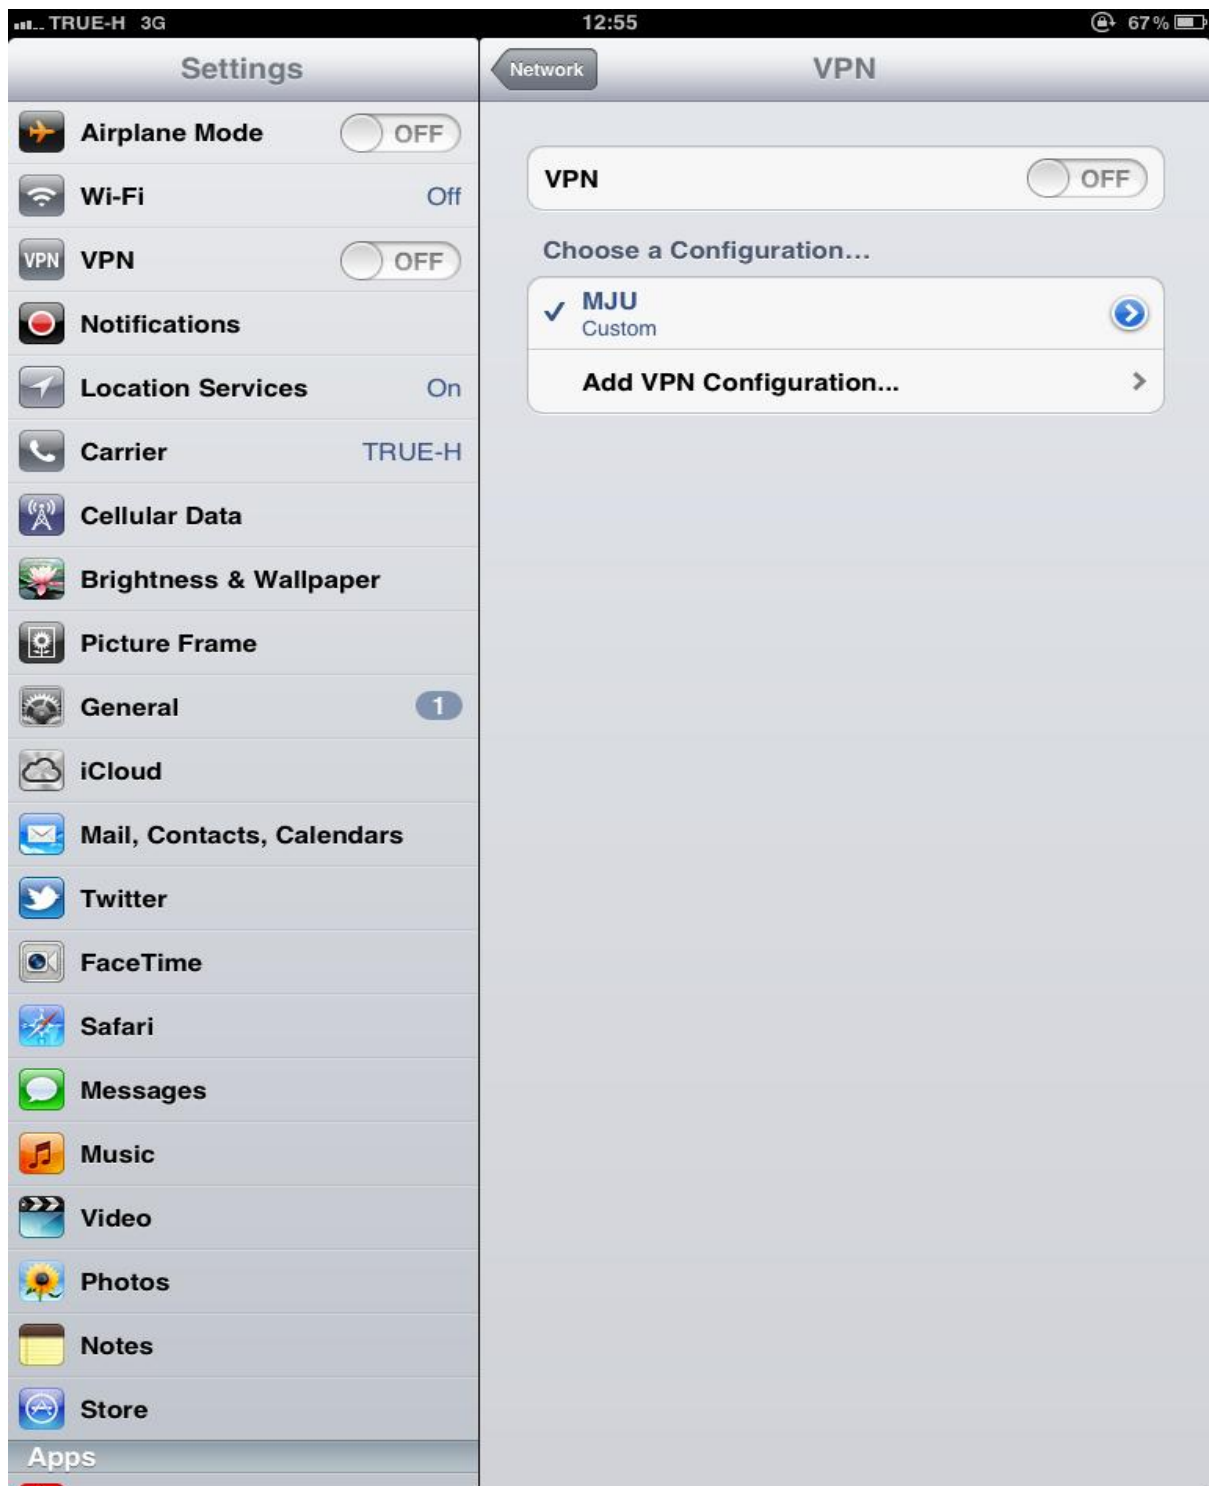 TRUE-H 3G 12:55 67%
Settings
Airplane Mode OFF
Wi-Fi Off
VPN VPN OFF
Notifications
Location Services On
Carrier TRUE-H
Cellular Data
Brightness & Wallpaper
Picture Frame
General 1
iCloud
Mail, Contacts, Calendars
Twitter
FaceTime
Safari
Messages
Music
Video
Photos
Notes
Store
Apps
Network VPN
VPN OFF
Choose a Configuration...
MJU
Custom
Add VPN Configuration...